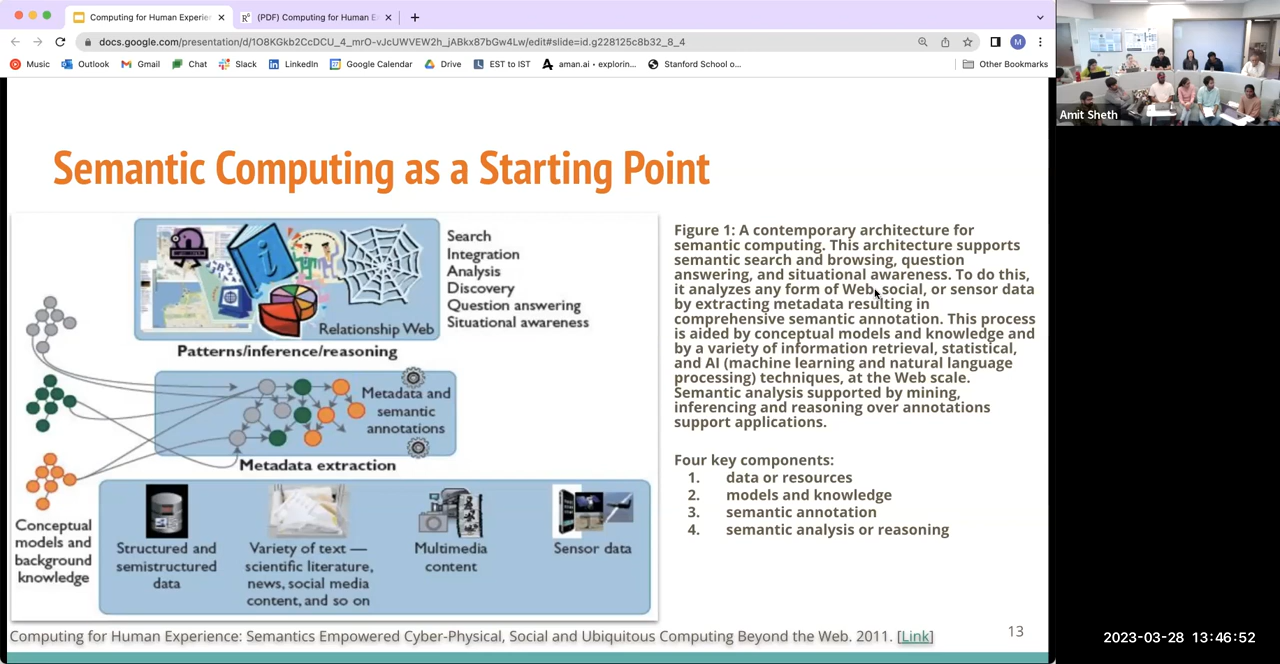 Computing for Human Experie
(PDF) Computing for Human E
docs.google.com/presentation/d/1O8KGkb2CcDCU_4_mrO-vJcUWVEW2h_jABkx87bGw4Lw/edit#slide=id.g228125c8b32_8_4
M
Music
Outlook
Gmail
Chat
Slack
LinkedIn
Google Calendar
Drive
EST to IST
aman.ai • explorin...
Stanford School o...
Other Bookmarks
Amit Sheth
Semantic Computing as a Starting Point
Relationship Web
Search
Integration
Analysis
Discovery
Question answering
Situational awareness
Patterns/inference/reasoning
Metadata and
semantic
annotations
Metadata extraction
Conceptual
models and
background
knowledge
Structured and
semistructured
data
Variety of text —
scientific literature,
news, social media
content, and so on
Multimedia
content
Sensor data
Figure 1: A contemporary architecture for
semantic computing. This architecture supports
semantic search and browsing, question
answering, and situational awareness. To do this,
it analyzes any form of Web, social, or sensor data
by extracting metadata resulting in
comprehensive semantic annotation. This process
is aided by conceptual models and knowledge and
by a variety of information retrieval, statistical,
and AI (machine learning and natural language
processing) techniques, at the Web scale.
Semantic analysis supported by mining,
inferencing and reasoning over annotations
support applications.
Four key components:
1. data or resources
2. models and knowledge
3. semantic annotation
4. semantic analysis or reasoning
Computing for Human Experience: Semantics Empowered Cyber-Physical, Social and Ubiquitous Computing Beyond the Web. 2011. [Link]
13
2023-03-28 13:46:52